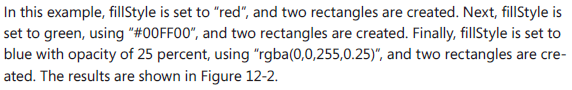 In this example, fillStyle is set to “red”, and two rectangles are created. Next, fillStyle is
set to green, using “#00FF00”, and two rectangles are created. Finally, fillStyle is set to
blue with opacity of 25 percent, using “rgba(0,0,255,0.25)”, and two rectangles are cre-
ated. The results are shown in Figure 12-2.